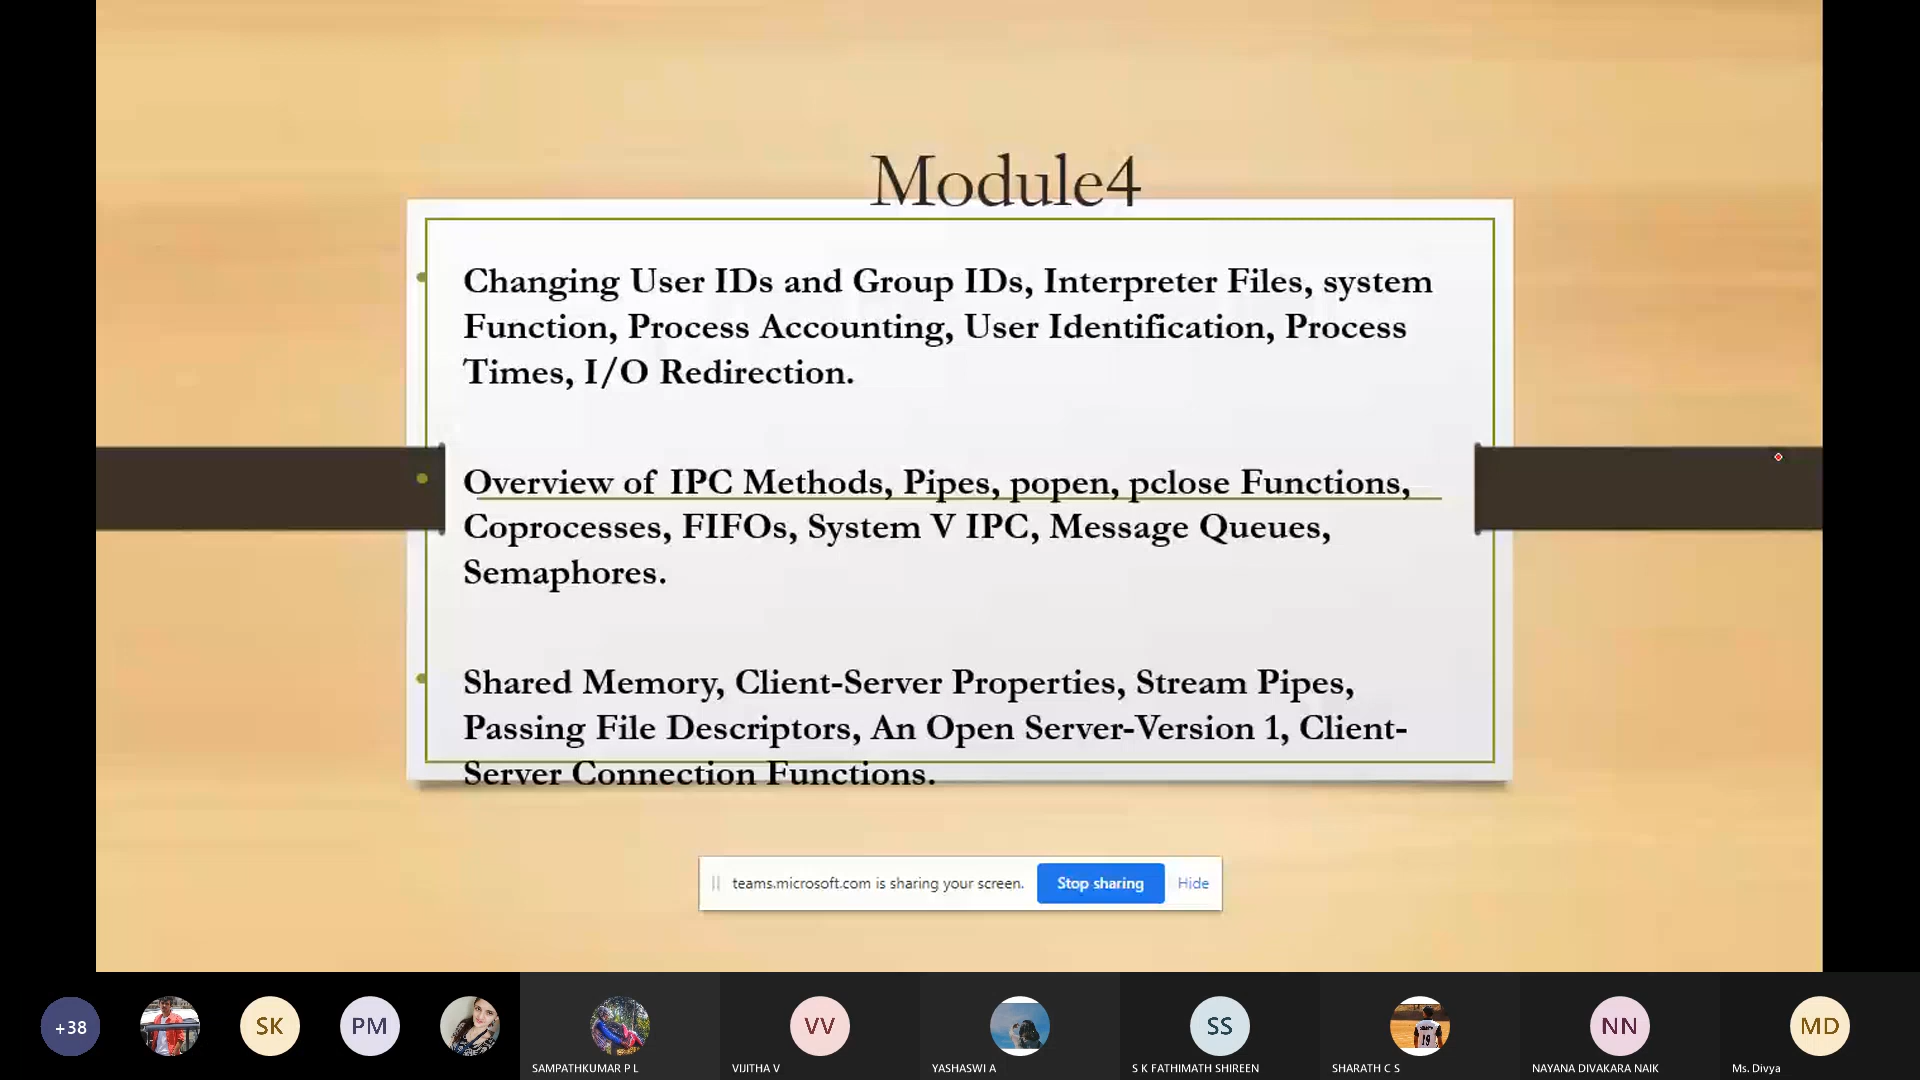 Module4
• Changing User IDs and Group IDs, Interpreter Files, system
Function, Process Accounting, User Identification, Process
Times, I/O Redirection.
• Overview of IPC Methods, Pipes, popen, pclose Functions,
Coprocesses, FIFOs, System V IPC, Message Queues,
Semaphores.
• Shared Memory, Client-Server Properties, Stream Pipes,
Passing File Descriptors, An Open Server-Version 1, Client-
Server Connection Functions.
teams.microsoft.com is sharing your screen. Stop sharing Hide
+38 SK PM VV SS 19 NN MD
SAMPATHKUMAR P L VIJITHA V YASHASWI A S K FATHIMATH SHIREEN SHARATH C S NAYANA DIVAKARA NAIK Ms. Divya